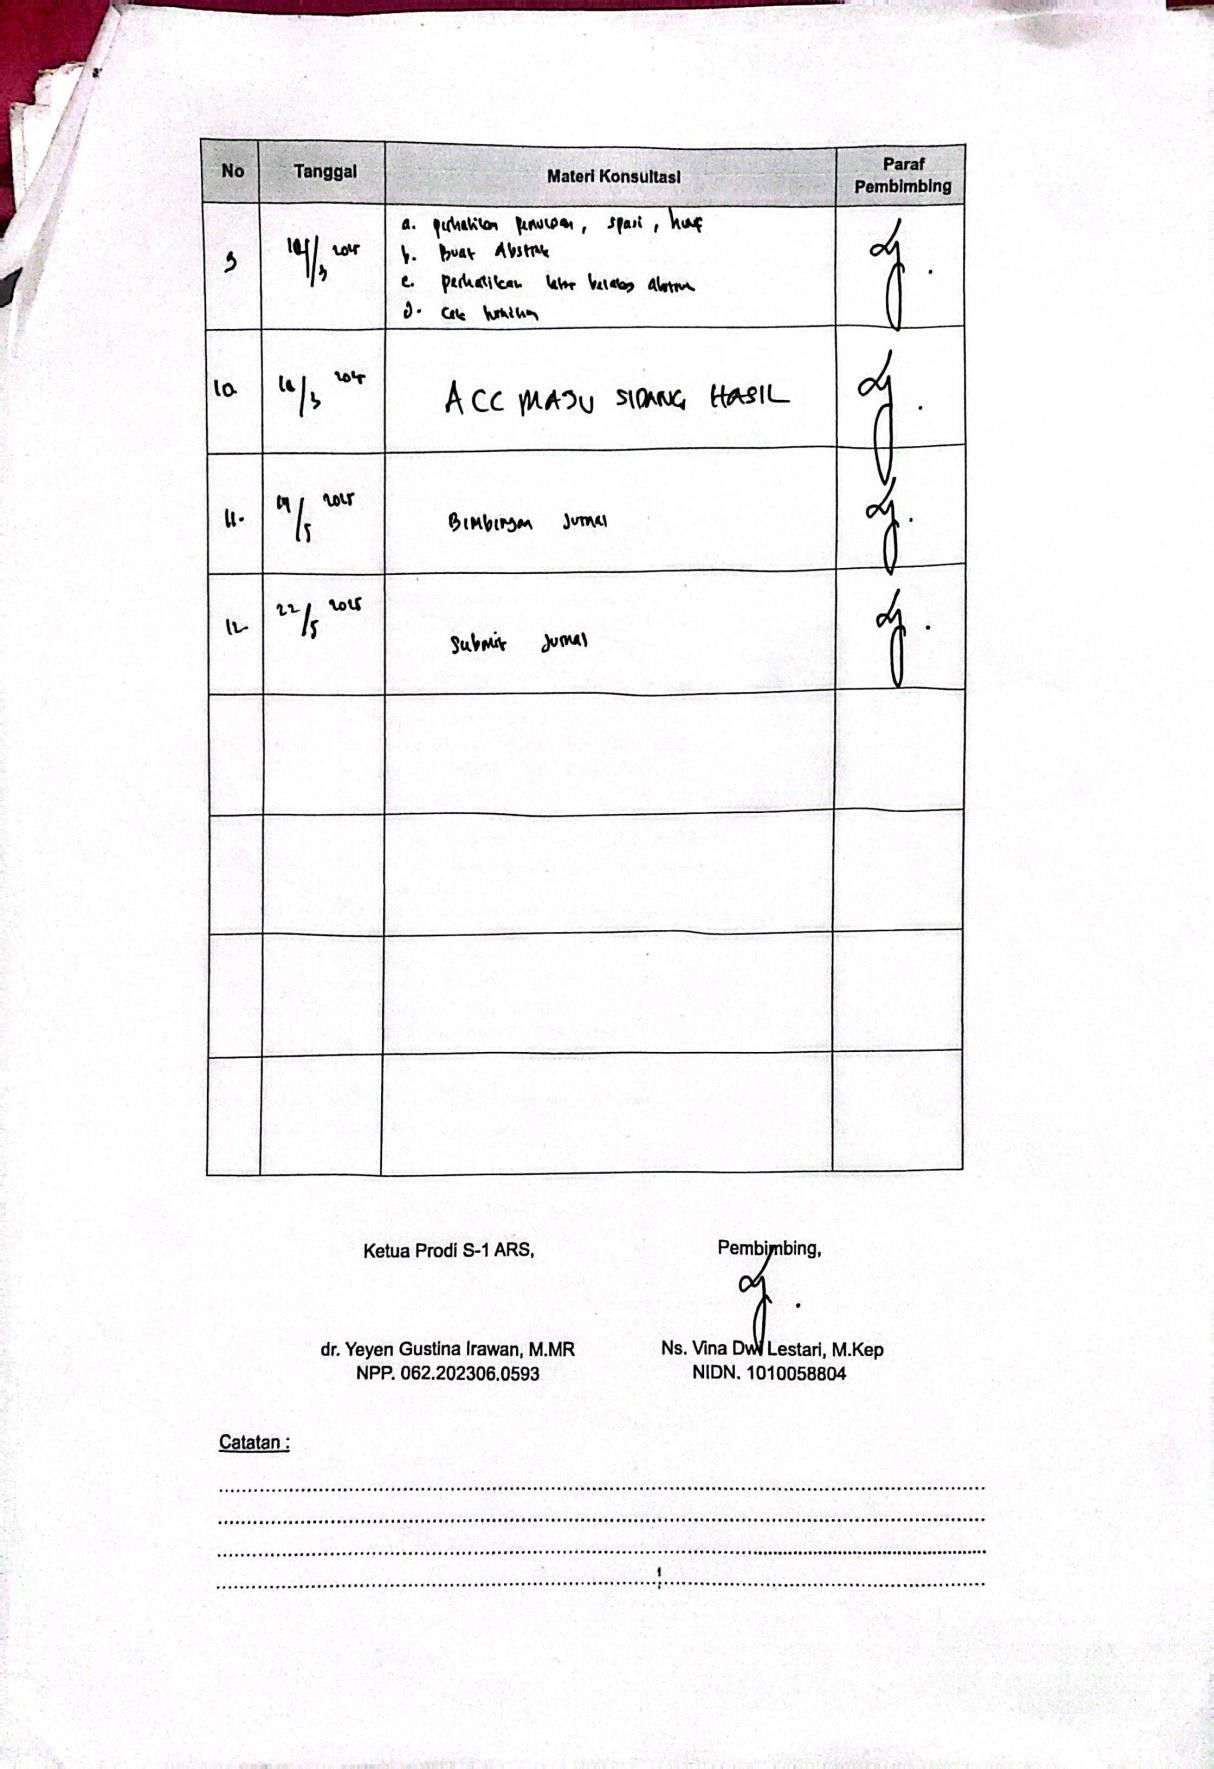 No Tanggal Materi Konsultasi Paraf
Pembimbing
9 3 2025
a. perhatikan penulisan, spasi, huruf
b. Buat Abstrak
c. perhatikan latar belakang abstrak
d. Cek
10 3 2025 ACC MAJU SIDANG HASIL
11. 19/5 2025 Bimbingan Jurnal
12 22/5 2025 Submit Jurnal
Ketua Prodi S-1 ARS, Pembimbing,
dr. Yeyen Gustina Irawan, M.MR Ns. Vina Dwi Lestari, M.Kep
NPP. 062.202306.0593 NIDN. 1010058804
Catatan :